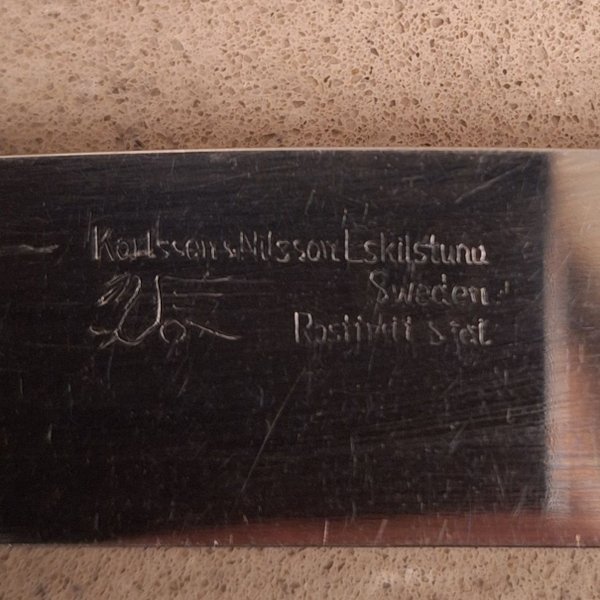 Karlsson & Nilsson Eskilstuna
Sweden
Rostfritt Stål